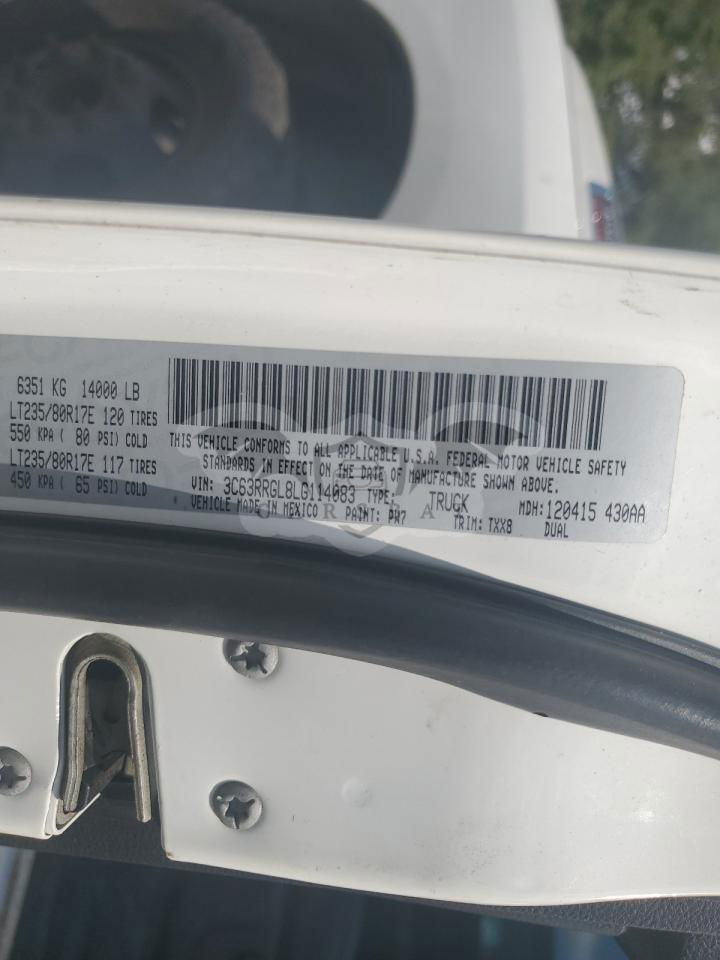 6351 KG 14000 LB
LT235/80R17E 120 TIRES
550 KPA ( 80 PSI) COLD
LT235/80R17E 117 TIRES
450 KPA ( 65 PSI) COLD
THIS VEHICLE CONFORMS TO ALL APPLICABLE U.S.A. FEDERAL MOTOR VEHICLE SAFETY
STANDARDS IN EFFECT ON THE DATE OF MANUFACTURE SHOWN ABOVE.
VIN: 3C63RRGL8LG114083 TYPE: TRUCK MDH: 120415 430AA
VEHICLE MADE IN MEXICO PAINT: PW7 TRIM: TXX8 DUAL